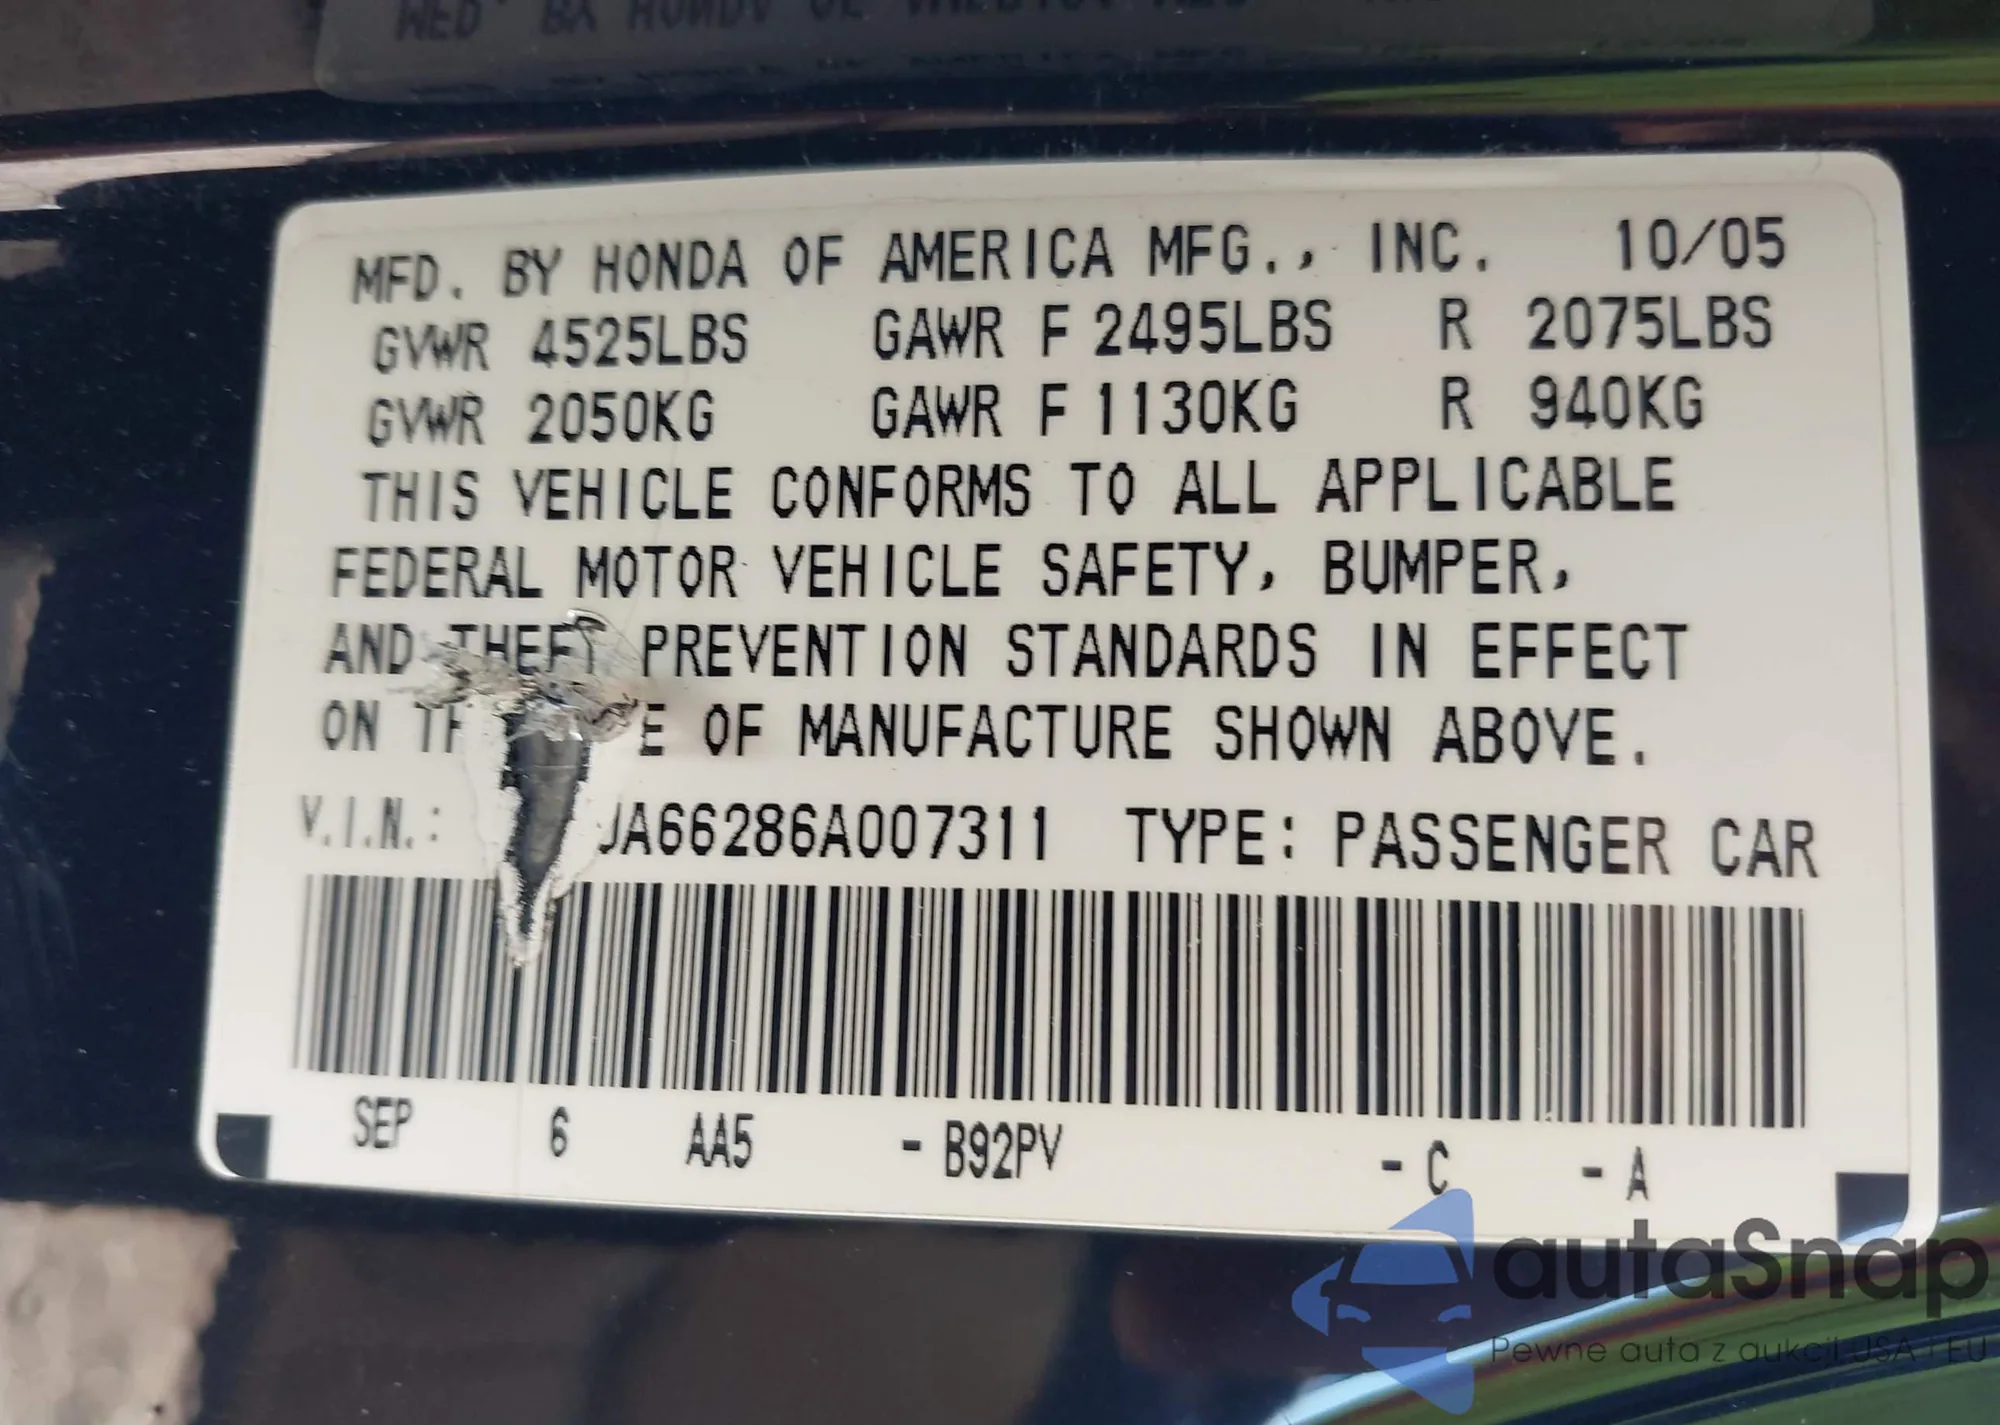 MFD. BY HONDA OF AMERICA MFG., INC. 10/05
GVWR 4525LBS GAWR F 2495LBS R 2075LBS
GVWR 2050KG GAWR F 1130KG R 940KG
THIS VEHICLE CONFORMS TO ALL APPLICABLE
FEDERAL MOTOR VEHICLE SAFETY, BUMPER,
AND THEFT PREVENTION STANDARDS IN EFFECT
ON OF MANUFACTURE SHOWN ABOVE.
V.I.N.: JA66286A007311 TYPE: PASSENGER CAR
SEP 6 AA5 - B92PV - C - A
autaSnap
Pewne auta z aukcji USA i EU